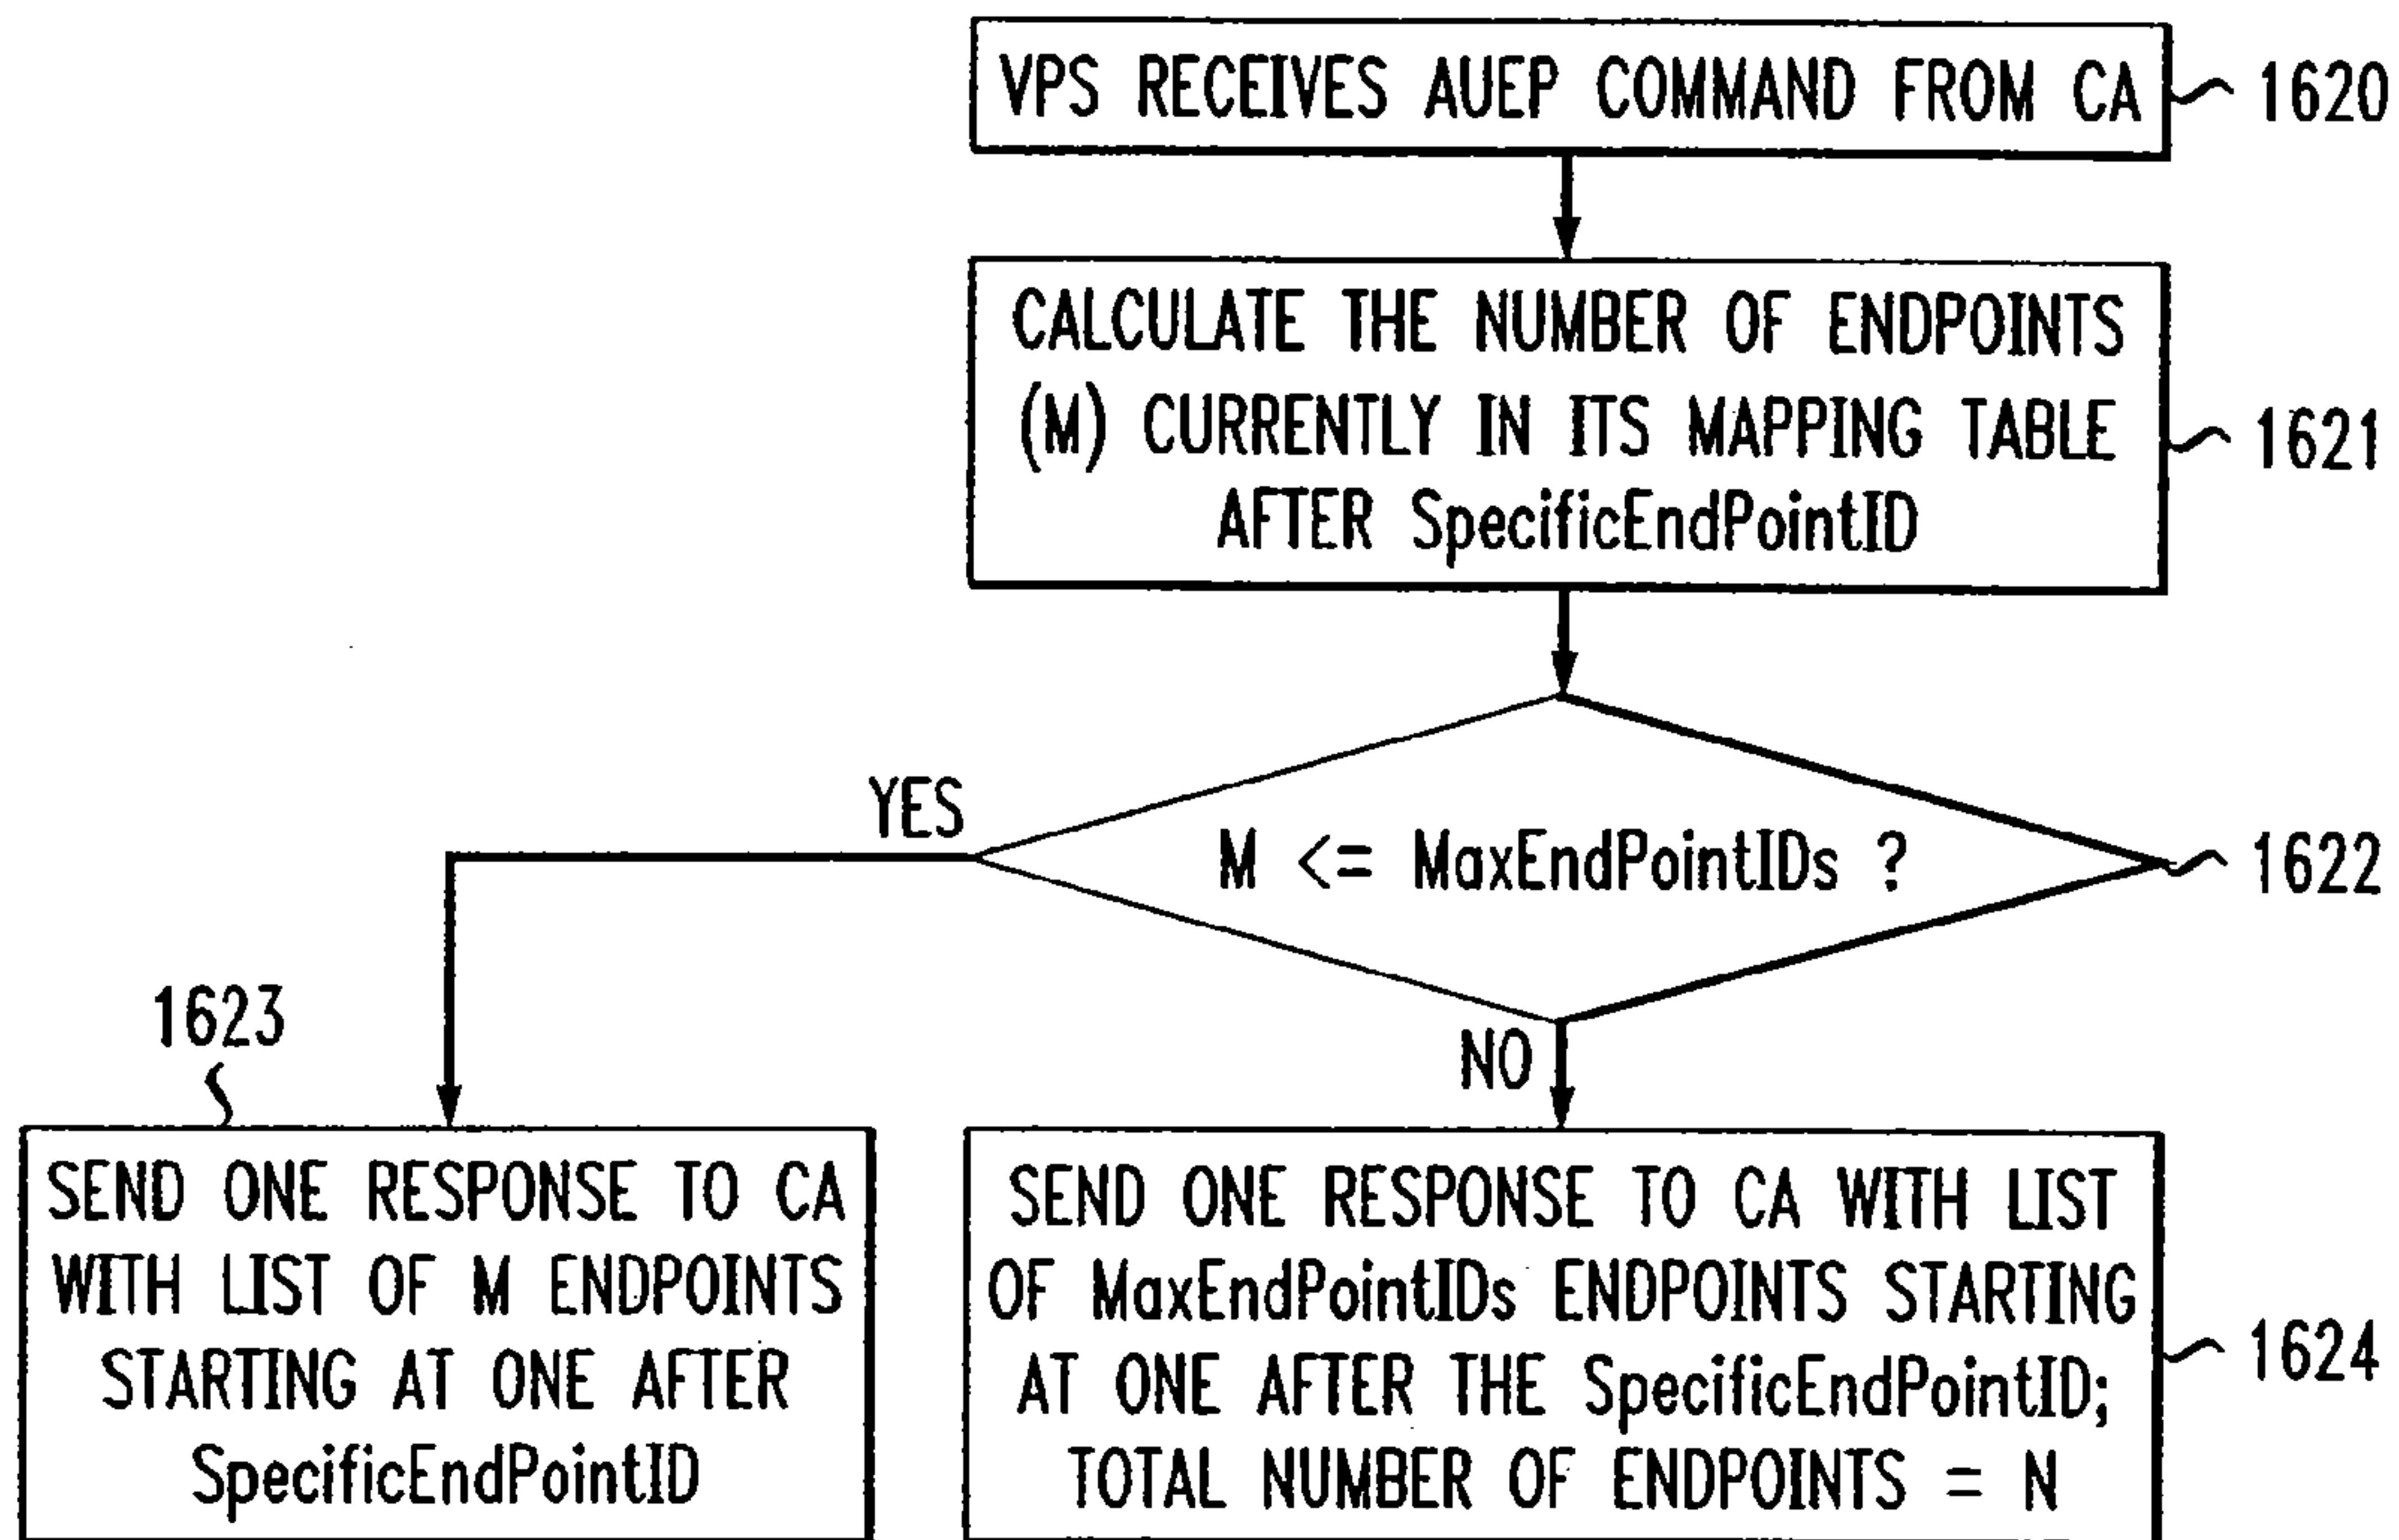 VPS RECEIVES AUEP COMMAND FROM CA
1620
CALCULATE THE NUMBER OF ENDPOINTS
(M) CURRENTLY IN ITS MAPPING TABLE
AFTER SpecificEndPointID
1621
YES
M <= MaxEndPointIDs ?
1622
NO
1623
SEND ONE RESPONSE TO CA
WITH LIST OF M ENDPOINTS
STARTING AT ONE AFTER
SpecificEndPointID
SEND ONE RESPONSE TO CA WITH LIST
OF MaxEndPointIDs ENDPOINTS STARTING
AT ONE AFTER THE SpecificEndPointID;
TOTAL NUMBER OF ENDPOINTS = N
1624